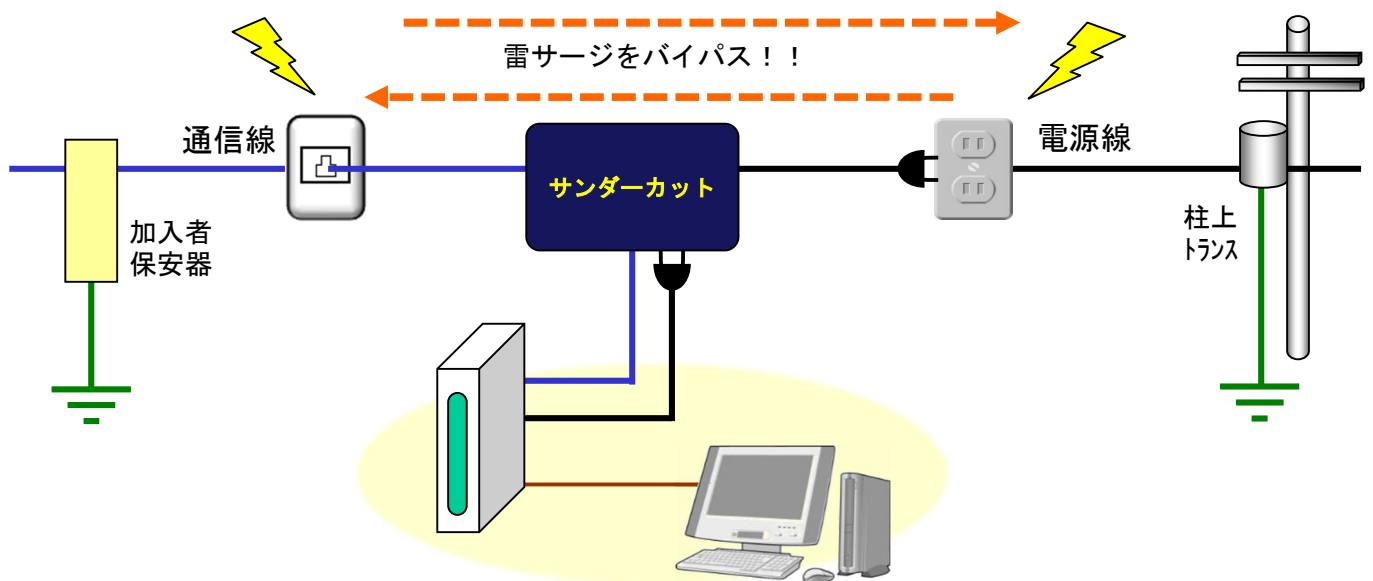 雷サージをバイパス！！
通信線
電源線
サンダーカット
加入者
保安器
柱上
ﾄﾗﾝｽ